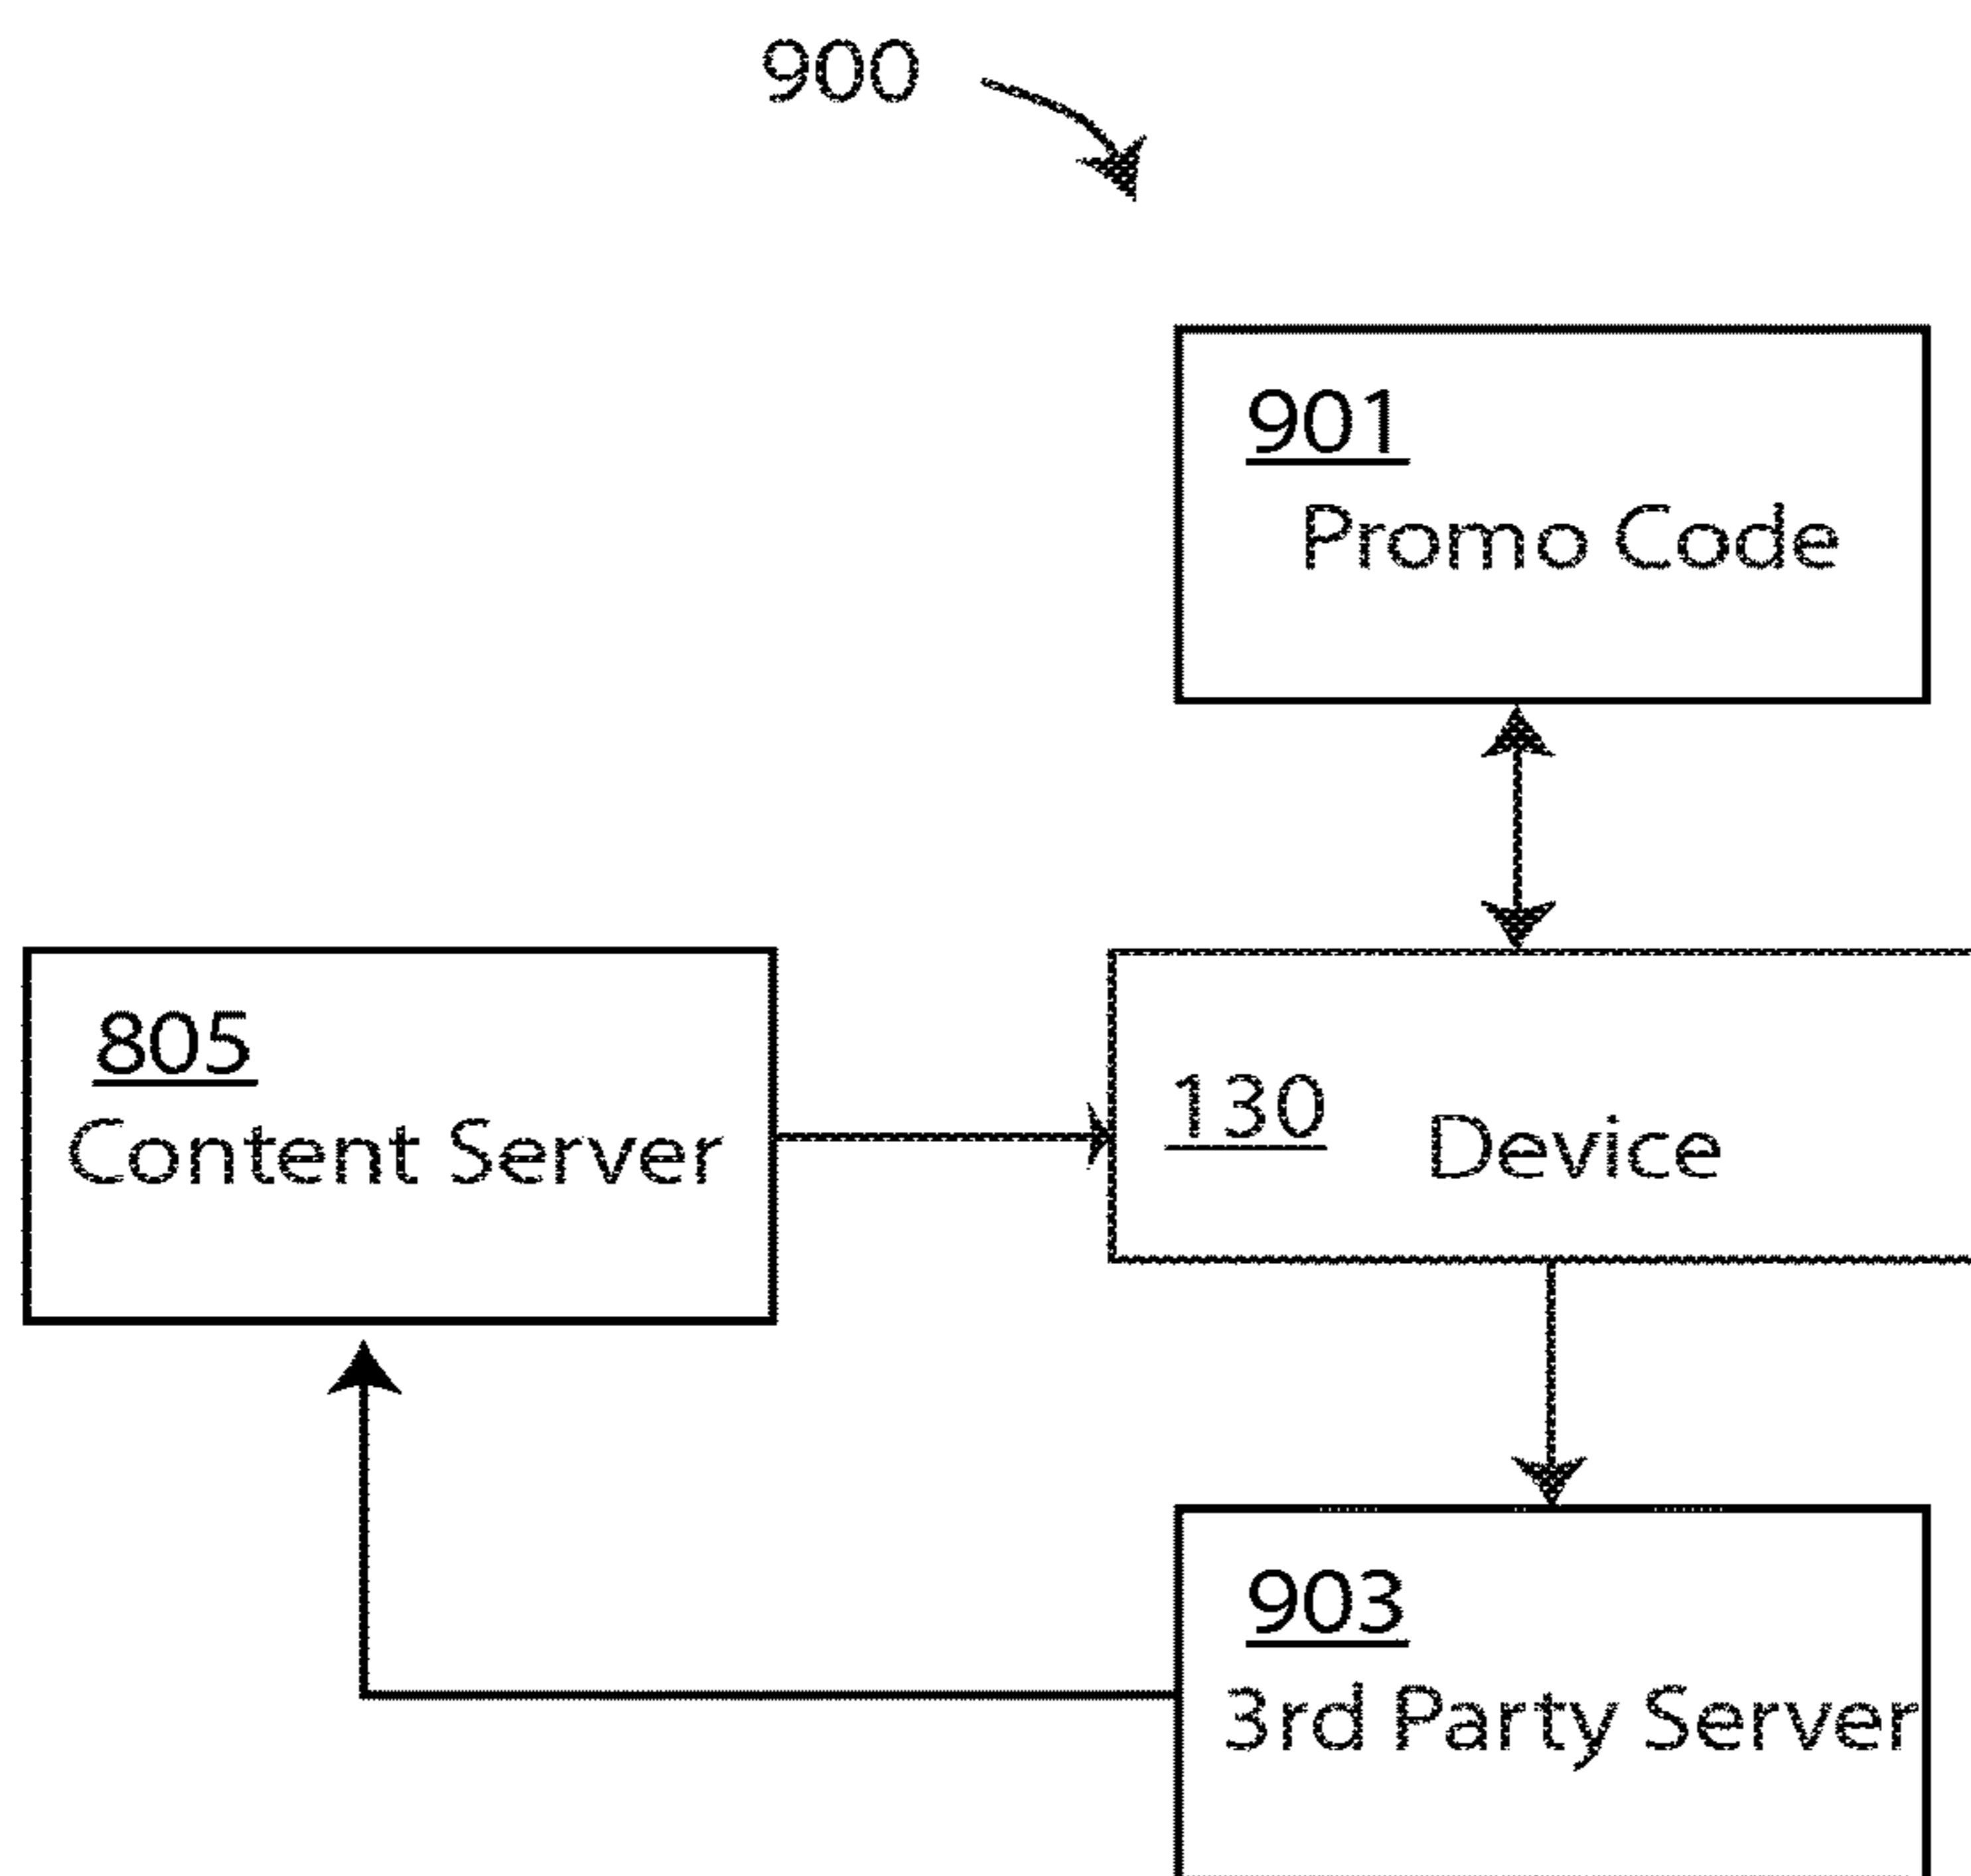 900
901
Promo Code
805
Content Server
130
Device
903
3rd Party Server